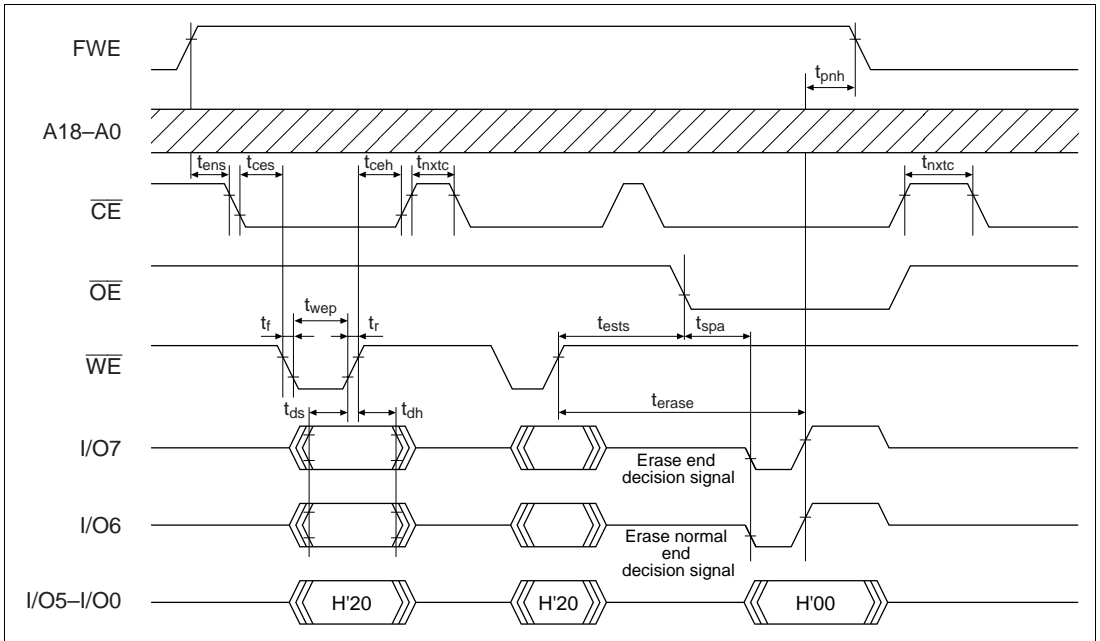 FWE
tpnh
A18–A0
tens tces tceh tnxtc tnxtc
CE
OE
twep
tf tr tests tspa
WE
tds tdh terase
I/O7
Erase end
decision signal
I/O6
Erase normal
end
decision signal
I/O5–I/O0 H'20 H'20 H'00